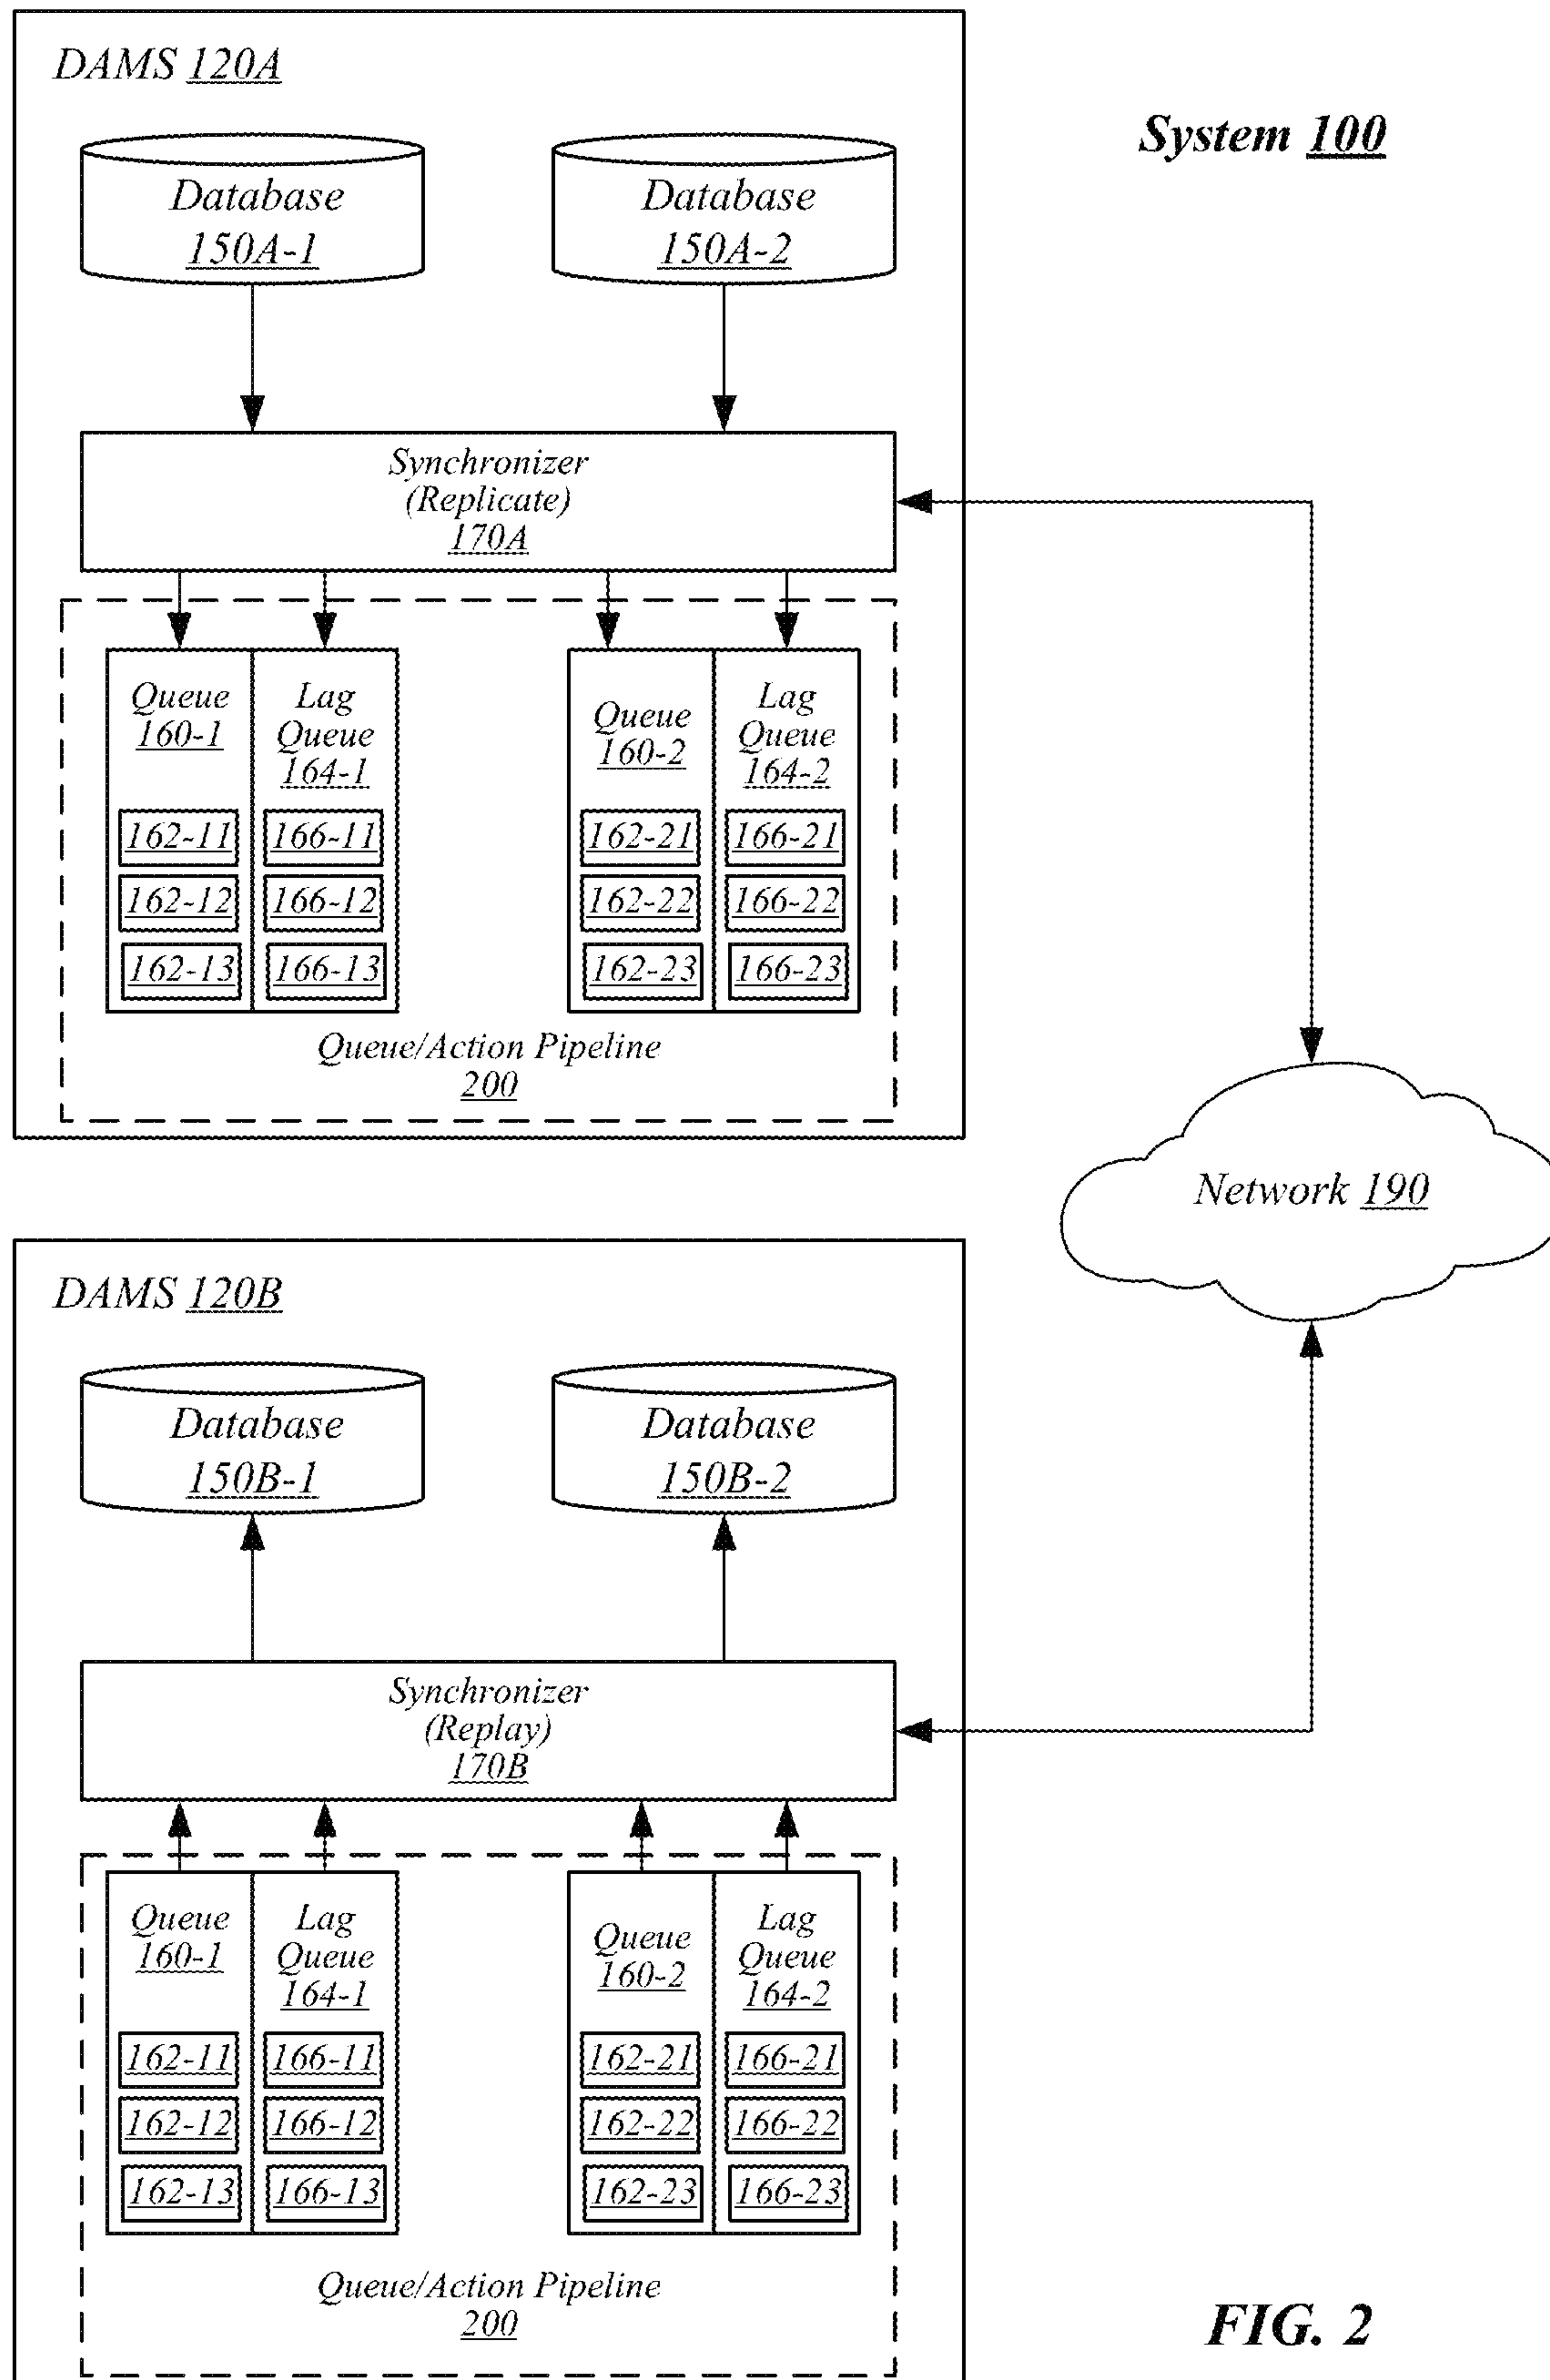 DAMS 120A
System 100
Database
150A-1
Database
150A-2
Synchronizer
(Replicate)
170A
Queue
160-1
Lag
Queue
164-1
Queue
160-2
Lag
Queue
164-2
162-11
166-11
162-21
166-21
162-12
166-12
162-22
166-22
162-13
166-13
162-23
166-23
Queue/Action Pipeline
200
Network 190
DAMS 120B
Database
150B-1
Database
150B-2
Synchronizer
(Replay)
170B
Queue
160-1
Lag
Queue
164-1
Queue
160-2
Lag
Queue
164-2
162-11
166-11
162-21
166-21
162-12
166-12
162-22
166-22
162-13
166-13
162-23
166-23
Queue/Action Pipeline
200
FIG. 2